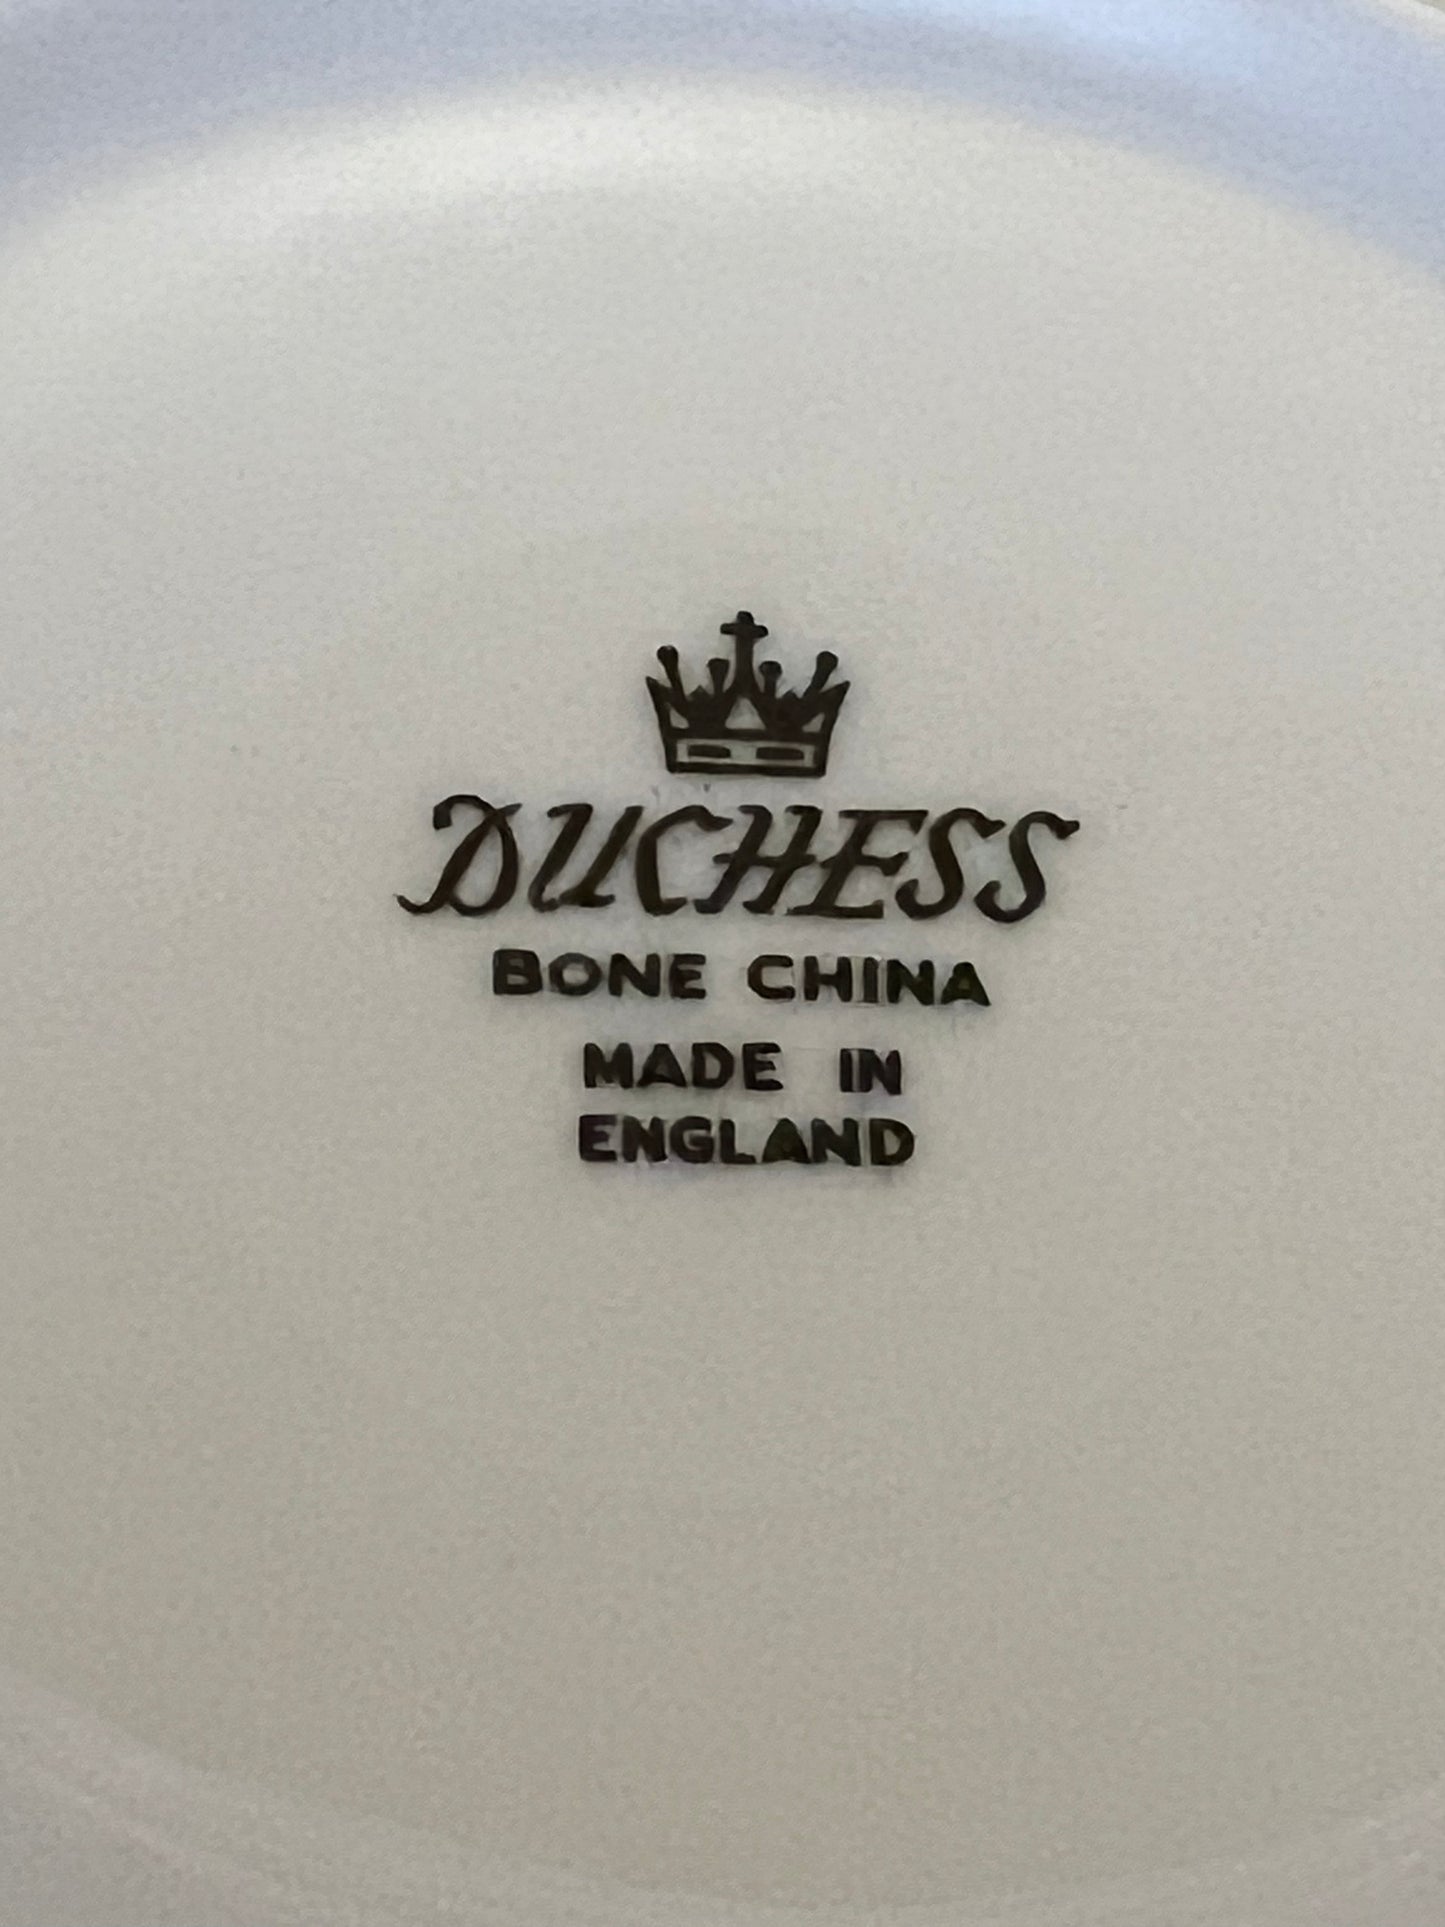 DUCHESS
BONE CHINA
MADE IN
ENGLAND